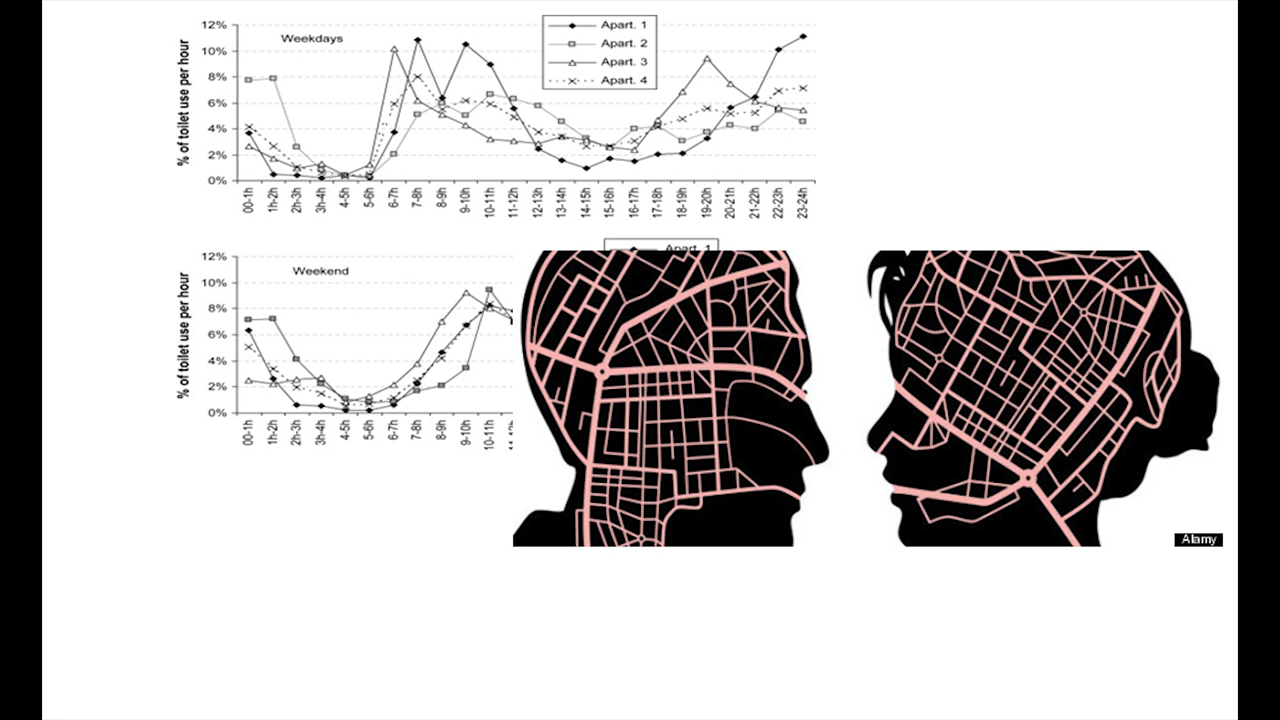 Weekdays
% of toilet use per hour
12%
10%
8%
6%
4%
2%
0%
Apart. 1
Apart. 2
Apart. 3
Apart. 4
00-1h 1h-2h 2h-3h 3h-4h 4-5h 5-6h 6-7h 7-8h 8-9h 9-10h 10-11h 11-12h 12-13h 13-14h 14-15h 15-16h 16-17h 17-18h 18-19h 19-20h 20-21h 21-22h 22-23h 23-24h
Apart. 1
Weekend
% of toilet use per hour
12%
10%
8%
6%
4%
2%
0%
00-1h 1h-2h 2h-3h 3h-4h 4-5h 5-6h 6-7h 7-8h 8-9h 9-10h 10-11h
Alamy